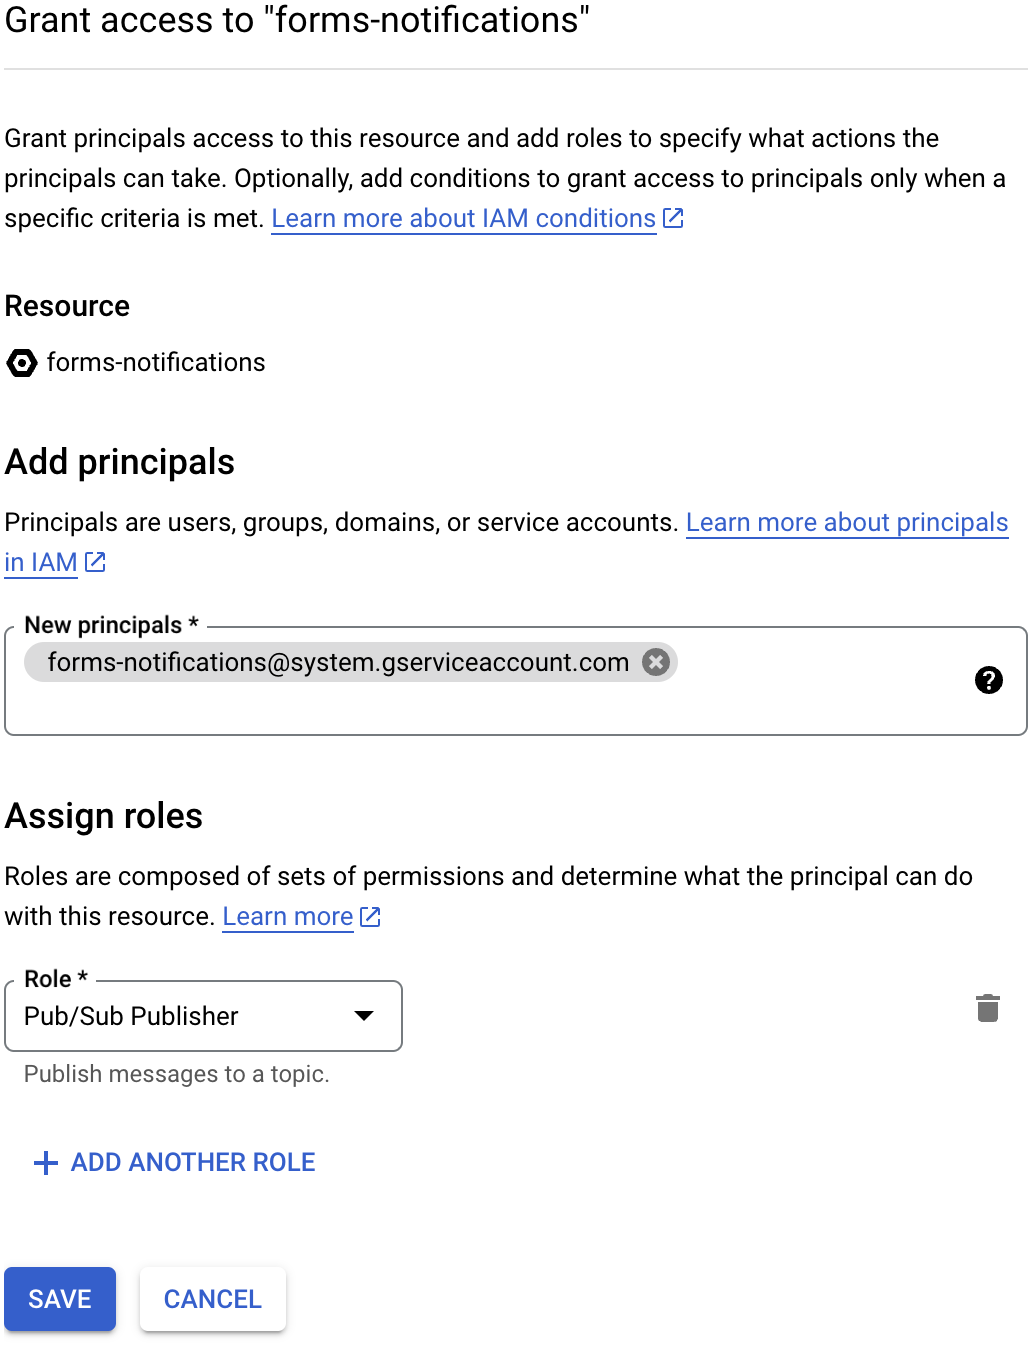 Grant access to "forms-notifications"
Grant principals access to this resource and add roles to specify what actions the
principals can take. Optionally, add conditions to grant access to principals only when a
specific criteria is met. Learn more about IAM conditions
Resource
forms-notifications
Add principals
Principals are users, groups, domains, or service accounts. Learn more about principals
in IAM
New principals *
forms-notifications@system.gserviceaccount.com
Assign roles
Roles are composed of sets of permissions and determine what the principal can do
with this resource. Learn more
Role *
Pub/Sub Publisher
Publish messages to a topic.
ADD ANOTHER ROLE
SAVE CANCEL